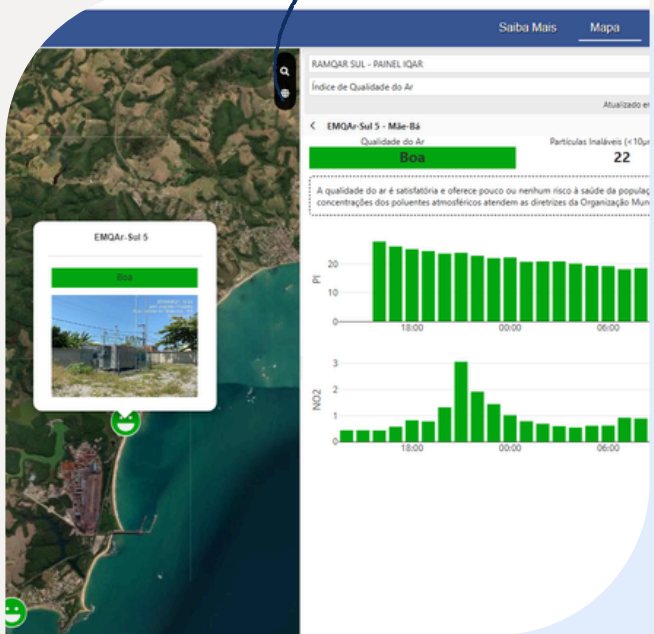 Saiba Mais Mapa
RAMQAR SUL - PAINEL IQAR
Índice de Qualidade do Ar
Atualizado e
EMQAr-Sul 5 - Mãe-Bá
Qualidade do Ar Partículas Inaláveis (<10µ
Boa 22
A qualidade do ar é satisfatória e oferece pouco ou nenhum risco à saúde da populaç
concentrações dos poluentes atmosféricos atendem as diretrizes da Organização Mun
EMQAr-Sul 5
Boa
PI
20
10
0
18:00 00:00 06:00
NO2
3
2
1
0
18:00 00:00 06:00